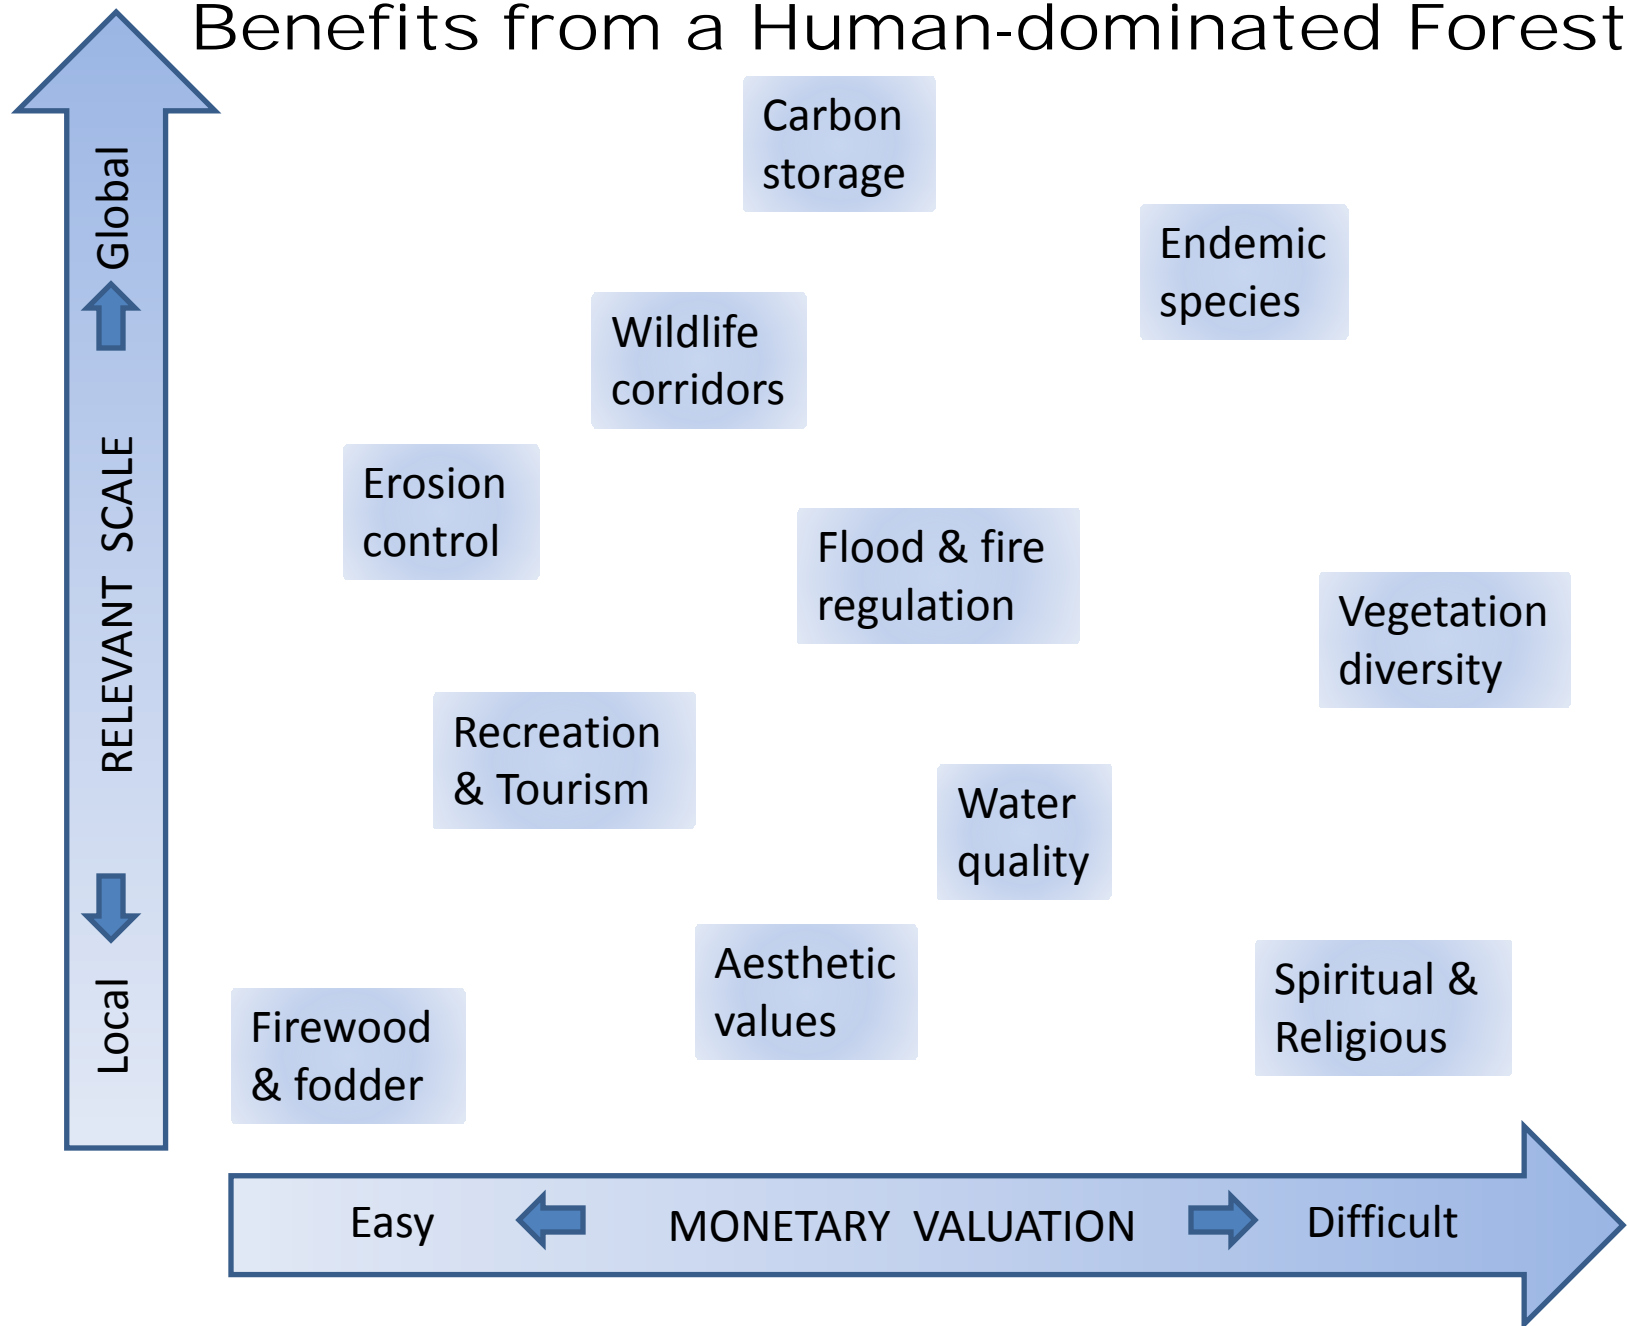 Benefits from a Human-dominated Forest
Carbon
storage
Endemic
species
Wildlife
corridors
Erosion
control
Flood & fire
regulation
Vegetation
diversity
Recreation
& Tourism
Water
quality
Aesthetic
values
Spiritual &
Religious
Firewood
& fodder
Global
RELEVANT SCALE
Local
Easy
MONETARY VALUATION
Difficult